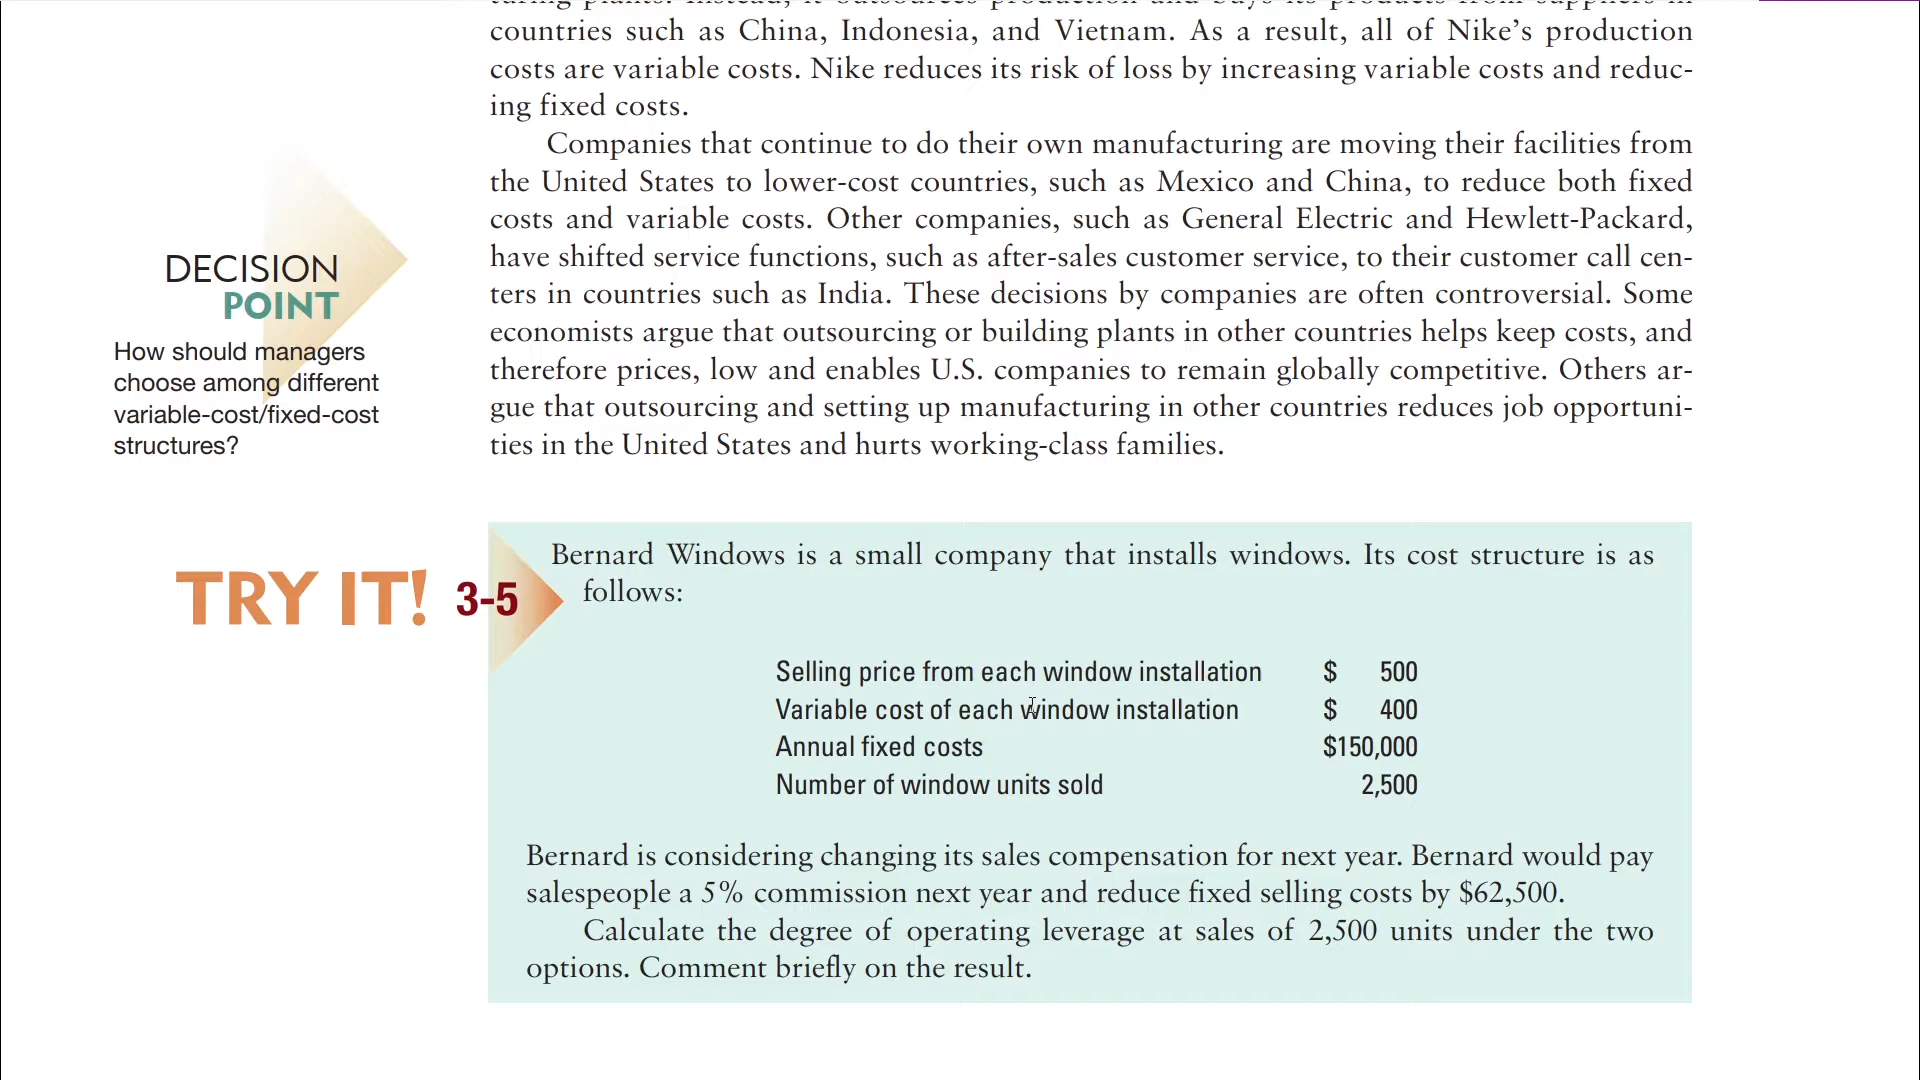 turing plants. Instead, it outsources production and buys its products from suppliers in
countries such as China, Indonesia, and Vietnam. As a result, all of Nike’s production
costs are variable costs. Nike reduces its risk of loss by increasing variable costs and reduc-
ing fixed costs.
Companies that continue to do their own manufacturing are moving their facilities from
the United States to lower-cost countries, such as Mexico and China, to reduce both fixed
costs and variable costs. Other companies, such as General Electric and Hewlett-Packard,
have shifted service functions, such as after-sales customer service, to their customer call cen-
ters in countries such as India. These decisions by companies are often controversial. Some
economists argue that outsourcing or building plants in other countries helps keep costs, and
therefore prices, low and enables U.S. companies to remain globally competitive. Others ar-
gue that outsourcing and setting up manufacturing in other countries reduces job opportuni-
ties in the United States and hurts working-class families.
DECISION
POINT
How should managers
choose among different
variable-cost/fixed-cost
structures?
TRY IT! 3-5
Bernard Windows is a small company that installs windows. Its cost structure is as
follows:
Selling price from each window installation $ 500
Variable cost of each window installation $ 400
Annual fixed costs $150,000
Number of window units sold 2,500
Bernard is considering changing its sales compensation for next year. Bernard would pay
salespeople a 5% commission next year and reduce fixed selling costs by $62,500.
Calculate the degree of operating leverage at sales of 2,500 units under the two
options. Comment briefly on the result.